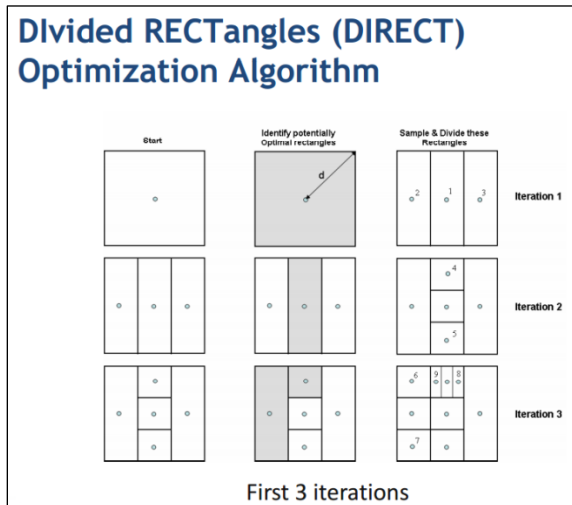 DIvided RECTangles (DIRECT)
Optimization Algorithm
Start
Identify potentially
Optimal rectangles
Sample & Divide these
Rectangles
d
2
1
3
Iteration 1
4
5
Iteration 2
6
9
8
7
Iteration 3
First 3 iterations